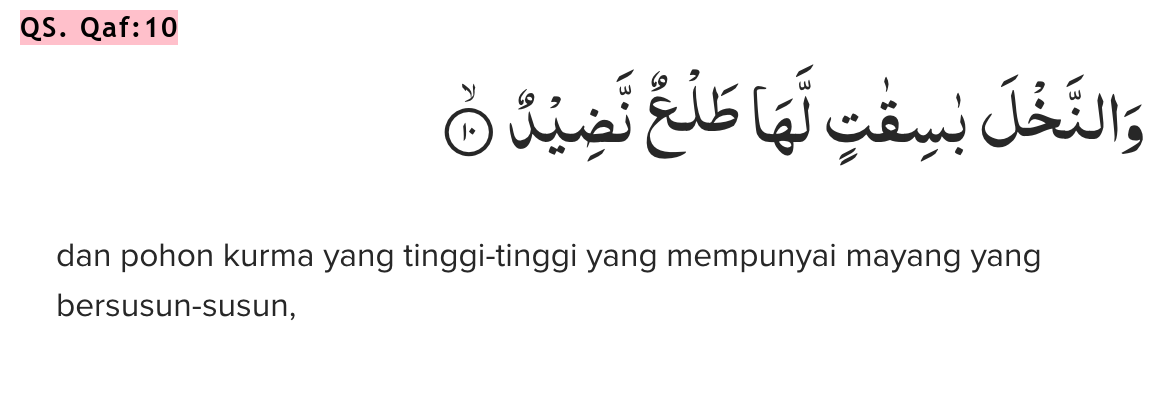 QS. Qaf:10
وَالنَّخْلَ بٰسِقٰتٍ لَّهَا طَلْعٌ نَّضِيْدٌۙ ۝١٠
dan pohon kurma yang tinggi-tinggi yang mempunyai mayang yang
bersusun-susun,